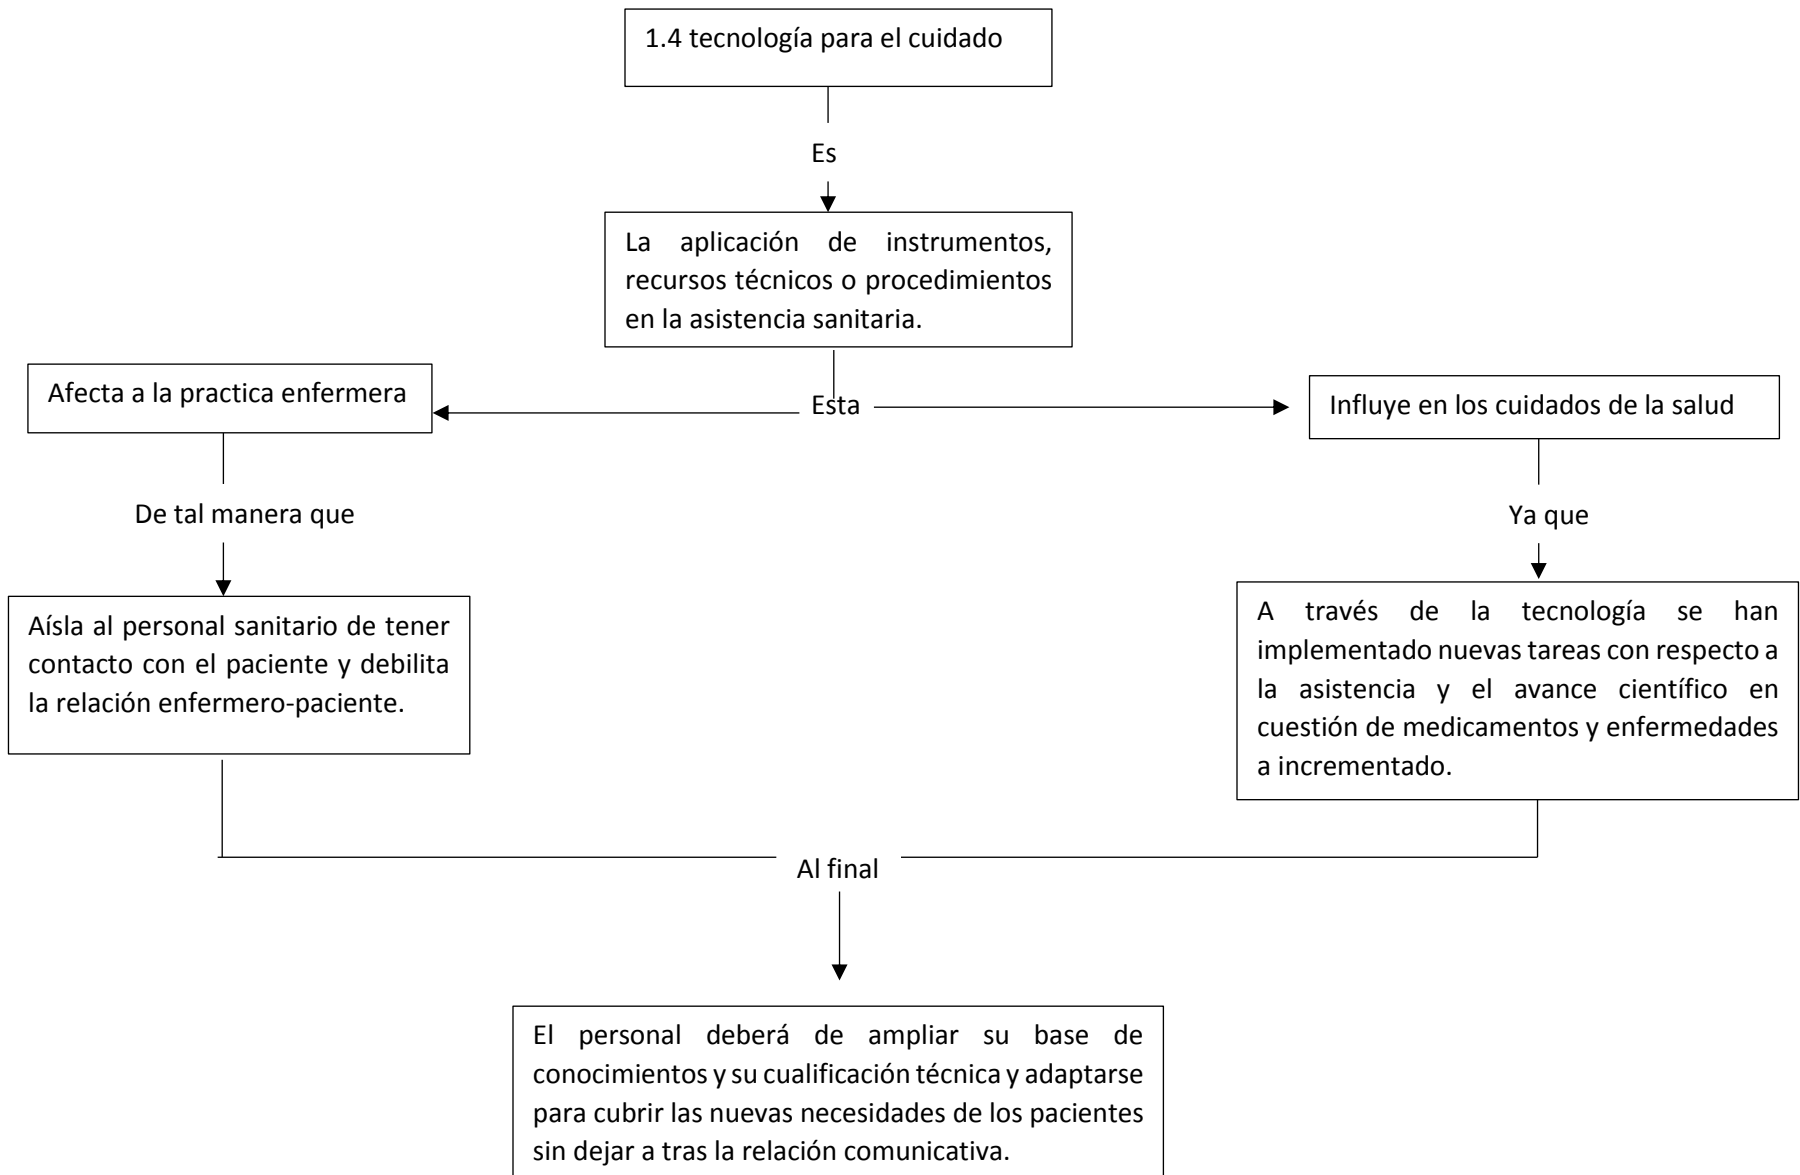 1.4 tecnología para el cuidado
Es
La aplicación de instrumentos,
recursos técnicos o procedimientos
en la asistencia sanitaria.
Afecta a la practica enfermera
Esta
Influye en los cuidados de la salud
De tal manera que
Ya que
Aísla al personal sanitario de tener
contacto con el paciente y debilita
la relación enfermero-paciente.
A través de la tecnología se han
implementado nuevas tareas con respecto a
la asistencia y el avance científico en
cuestión de medicamentos y enfermedades
a incrementado.
Al final
El personal deberá de ampliar su base de
conocimientos y su cualificación técnica y adaptarse
para cubrir las nuevas necesidades de los pacientes
sin dejar a tras la relación comunicativa.